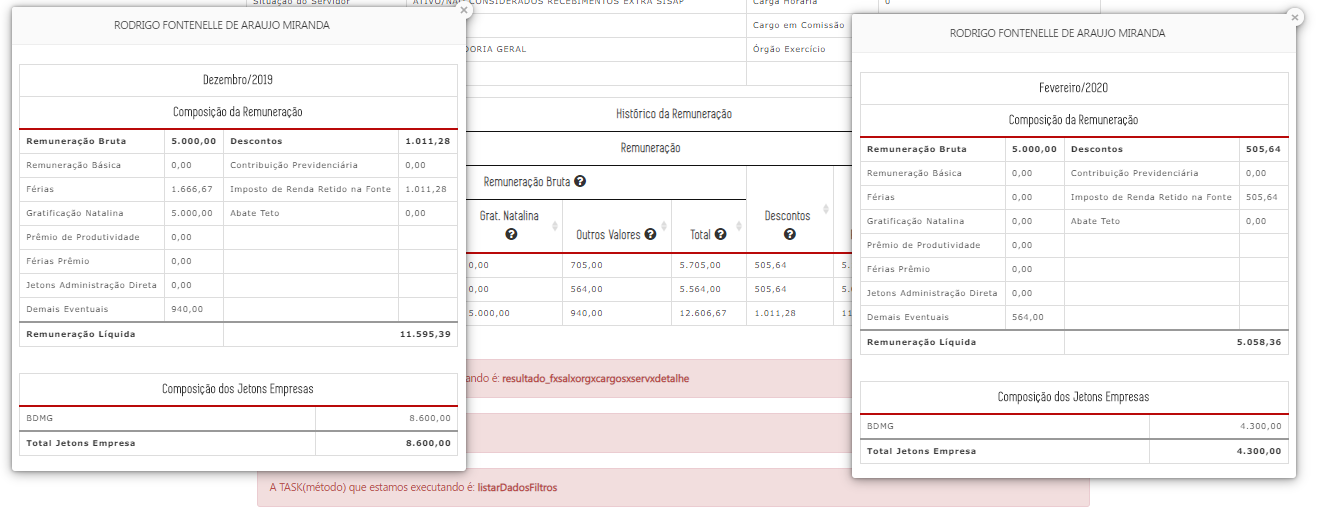 Situação do Servidor ATIVO/NÃO CONSIDERADOS RECEBIMENTOS EXTRA SISAP Carga Horária 0
Cargo em Comissão
DORIA GERAL Órgão Exercício
Histórico da Remuneração
Remuneração
Remuneração Bruta ?
Grat. Natalina ? Outros Valores ? Total ? Descontos ?
0,00 705,00 5.705,00 505,64 5.
0,00 564,00 5.564,00 505,64 5.
5.000,00 940,00 12.606,67 1.011,28 11
ando é: resultado_fxsalxorgxcargosxservxdetalhe
A TASK(método) que estamos executando é: listarDadosFiltros
RODRIGO FONTENELLE DE ARAUJO MIRANDA
Dezembro/2019
Composição da Remuneração
Remuneração Bruta 5.000,00 Descontos 1.011,28
Remuneração Básica 0,00 Contribuição Previdenciária 0,00
Férias 1.666,67 Imposto de Renda Retido na Fonte 1.011,28
Gratificação Natalina 5.000,00 Abate Teto 0,00
Prêmio de Produtividade 0,00
Férias Prêmio 0,00
Jetons Administração Direta 0,00
Demais Eventuais 940,00
Remuneração Líquida 11.595,39
Composição dos Jetons Empresas
BDMG 8.600,00
Total Jetons Empresa 8.600,00
RODRIGO FONTENELLE DE ARAUJO MIRANDA
Fevereiro/2020
Composição da Remuneração
Remuneração Bruta 5.000,00 Descontos 505,64
Remuneração Básica 0,00 Contribuição Previdenciária 0,00
Férias 0,00 Imposto de Renda Retido na Fonte 505,64
Gratificação Natalina 0,00 Abate Teto 0,00
Prêmio de Produtividade 0,00
Férias Prêmio 0,00
Jetons Administração Direta 0,00
Demais Eventuais 564,00
Remuneração Líquida 5.058,36
Composição dos Jetons Empresas
BDMG 4.300,00
Total Jetons Empresa 4.300,00